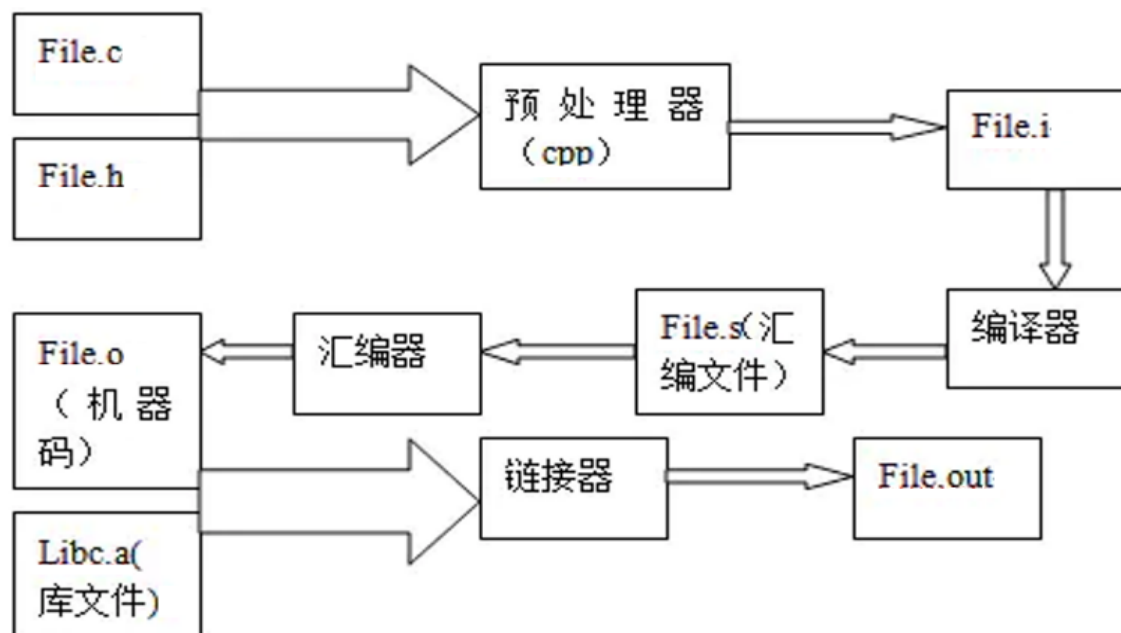 File.c
File.h
预处理器
（cpp）
File.i
编译器
File.s(汇
编文件）
汇编器
File.o
（机器
码）
Libc.a(
库文件)
链接器
File.out